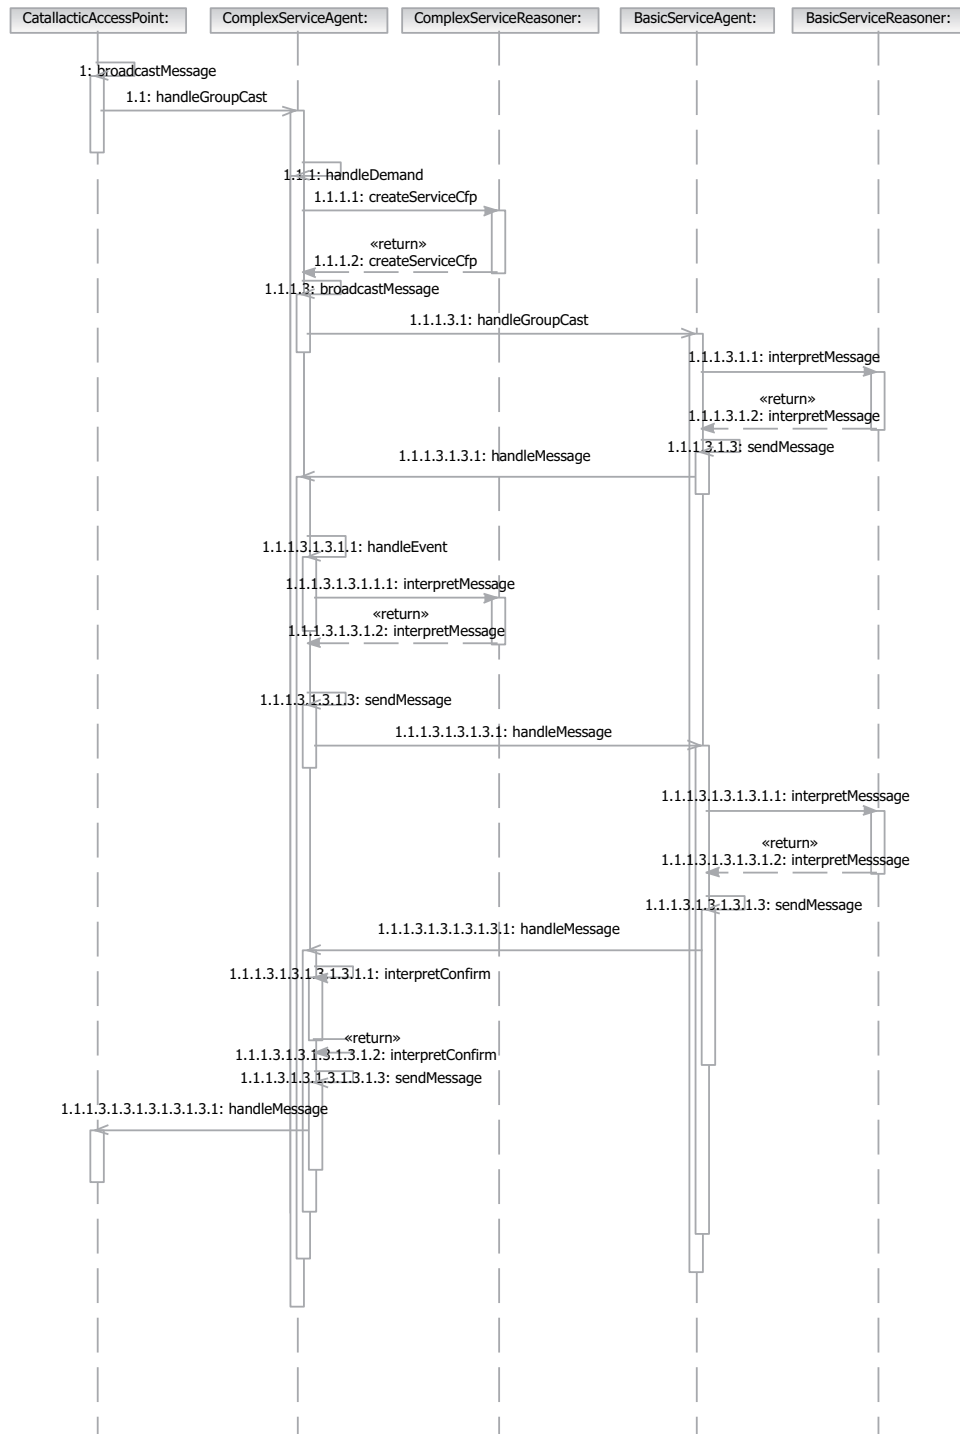 CatallacticAccessPoint:
ComplexServiceAgent:
ComplexServiceReasoner:
BasicServiceAgent:
BasicServiceReasoner:
1: broadcastMessage
1.1: handleGroupCast
1.1.1: handleDemand
1.1.1.1: createServiceCfp
«return»
1.1.1.2: createServiceCfp
1.1.1.3: broadcastMessage
1.1.1.3.1: handleGroupCast
1.1.1.3.1.1: interpretMessage
«return»
1.1.1.3.1.2: interpretMessage
1.1.1.3.1.3: sendMessage
1.1.1.3.1.3.1: handleMessage
1.1.1.3.1.3.1.1: handleEvent
1.1.1.3.1.3.1.1.1: interpretMessage
«return»
1.1.1.3.1.3.1.2: interpretMessage
1.1.1.3.1.3.1.3: sendMessage
1.1.1.3.1.3.1.3.1: handleMessage
1.1.1.3.1.3.1.3.1.1: interpretMesssage
«return»
1.1.1.3.1.3.1.3.1.2: interpretMesssage
1.1.1.3.1.3.1.3.1.3: sendMessage
1.1.1.3.1.3.1.3.1.3.1: handleMessage
1.1.1.3.1.3.1.3.1.3.1.1: interpretConfirm
«return»
1.1.1.3.1.3.1.3.1.3.1.2: interpretConfirm
1.1.1.3.1.3.1.3.1.3.1.3: sendMessage
1.1.1.3.1.3.1.3.1.3.1.3.1: handleMessage